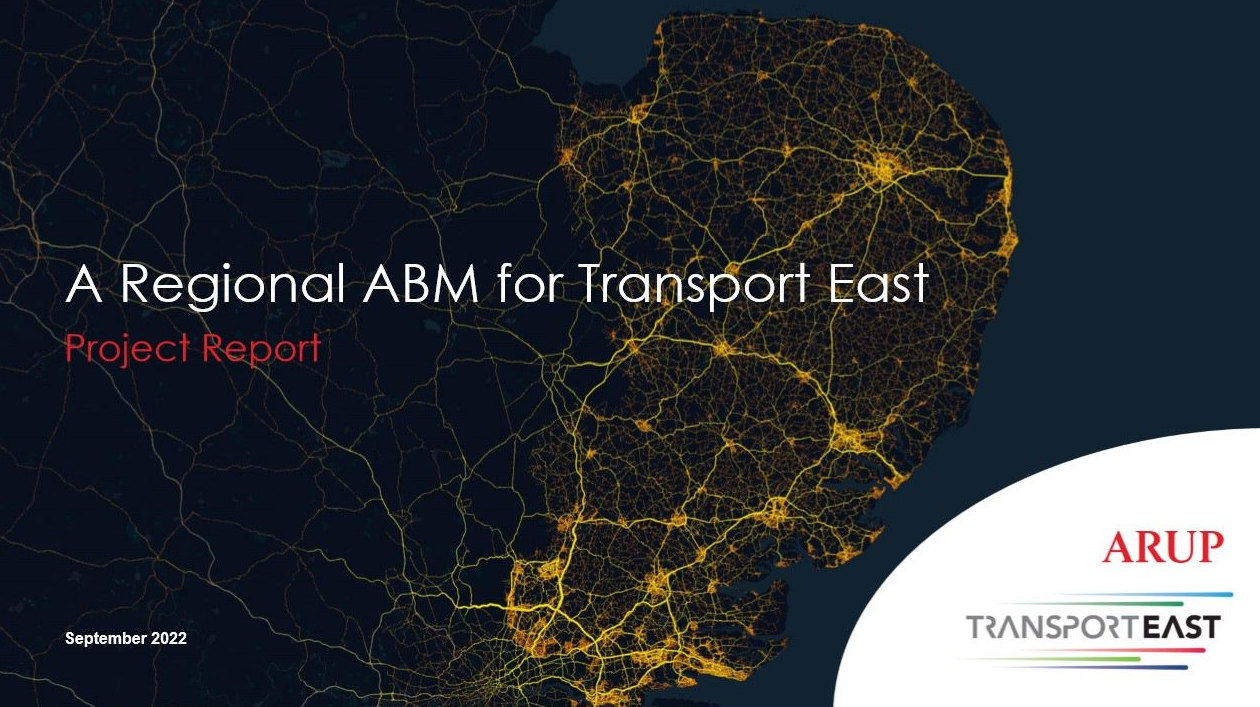 A Regional ABM for Transport East
Project Report
September 2022
ARUP
TRANSPORTEAST